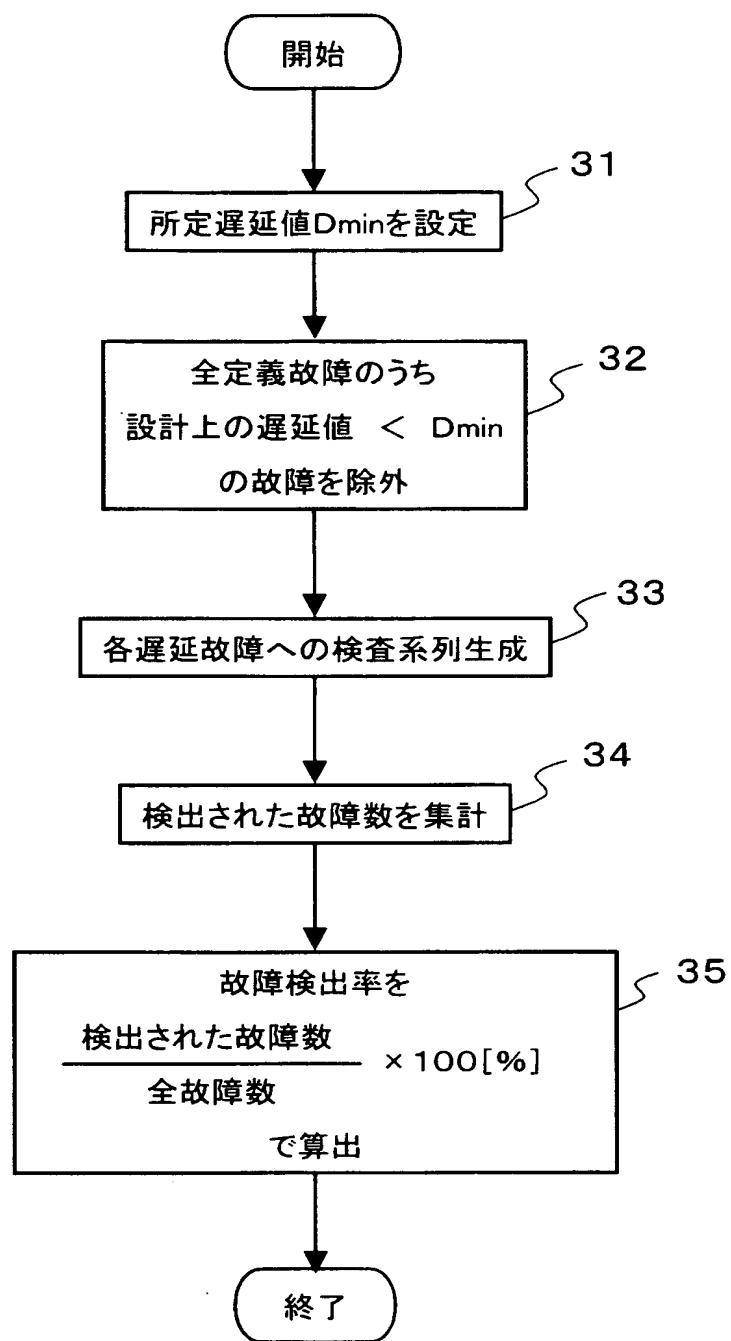 開始
31
所定遅延値Dminを設定
32
全定義故障のうち
設計上の遅延値 < Dmin
の故障を除外
33
各遅延故障への検査系列生成
34
検出された故障数を集計
35
故障検出率を
検出された故障数
× 100[%]
全故障数
で算出
終了